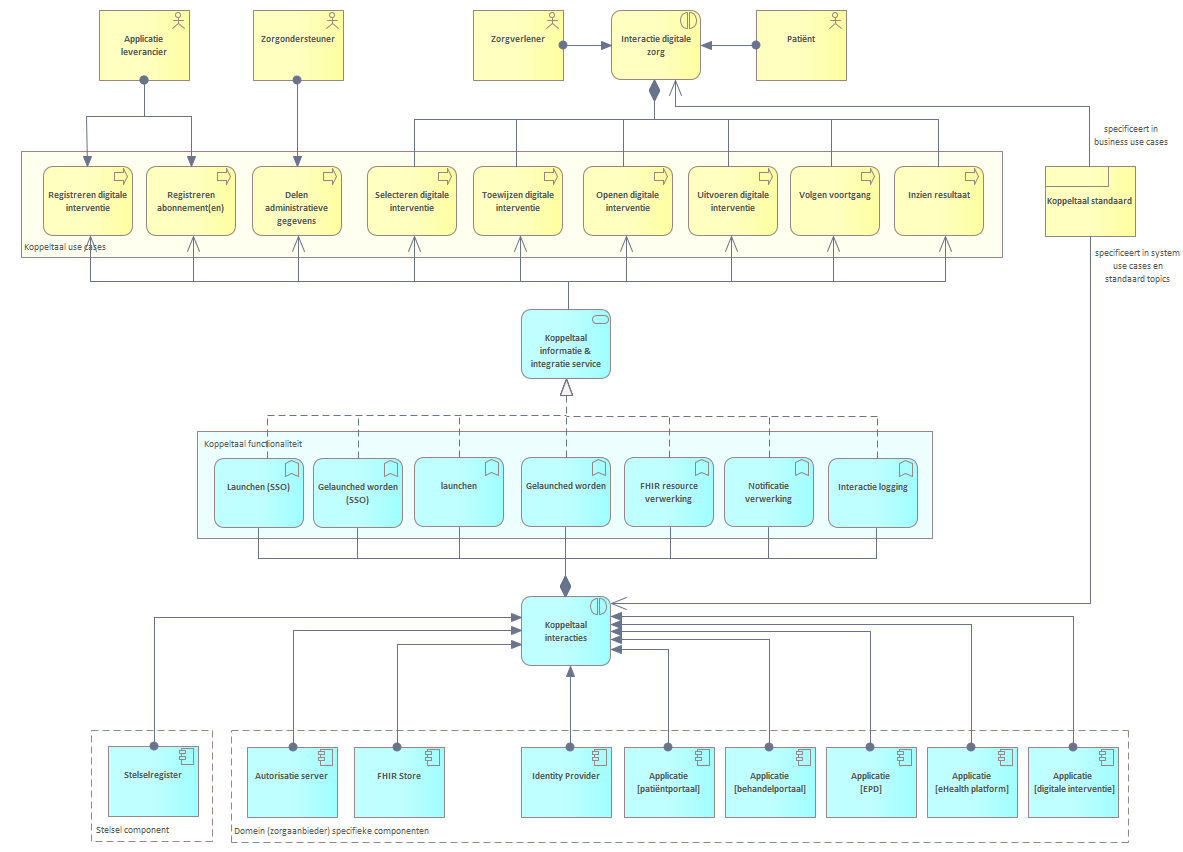 Applicatie
leverancier
Zorgondersteuner
Zorgverlener
Interactie digitale
zorg
Patiënt
specificeert in
business use cases
Registreren digitale
interventie
Registreren
abonnement(en)
Delen
administratieve
gegevens
Selecteren digitale
interventie
Toewijzen digitale
interventie
Openen digitale
interventie
Uitvoeren digitale
interventie
Volgen voortgang
Inzien resultaat
Koppeltaal standaard
Koppeltaal use cases
specificeert in system
use cases en
standaard topics
Koppeltaal
informatie &
integratie service
Koppeltaal functionaliteit
Launchen (SSO)
Gelaunched worden
(SSO)
launchen
Gelaunched worden
FHIR resource
verwerking
Notificatie
verwerking
Interactie logging
Koppeltaal
interacties
Stelselregister
Autorisatie server
FHIR Store
Identity Provider
Applicatie
[patiëntportaal]
Applicatie
[behandelportaal]
Applicatie
[EPD]
Applicatie
[eHealth platform]
Applicatie
[digitale interventie]
Stelsel component
Domein (zorgaanbieder) specifieke componenten